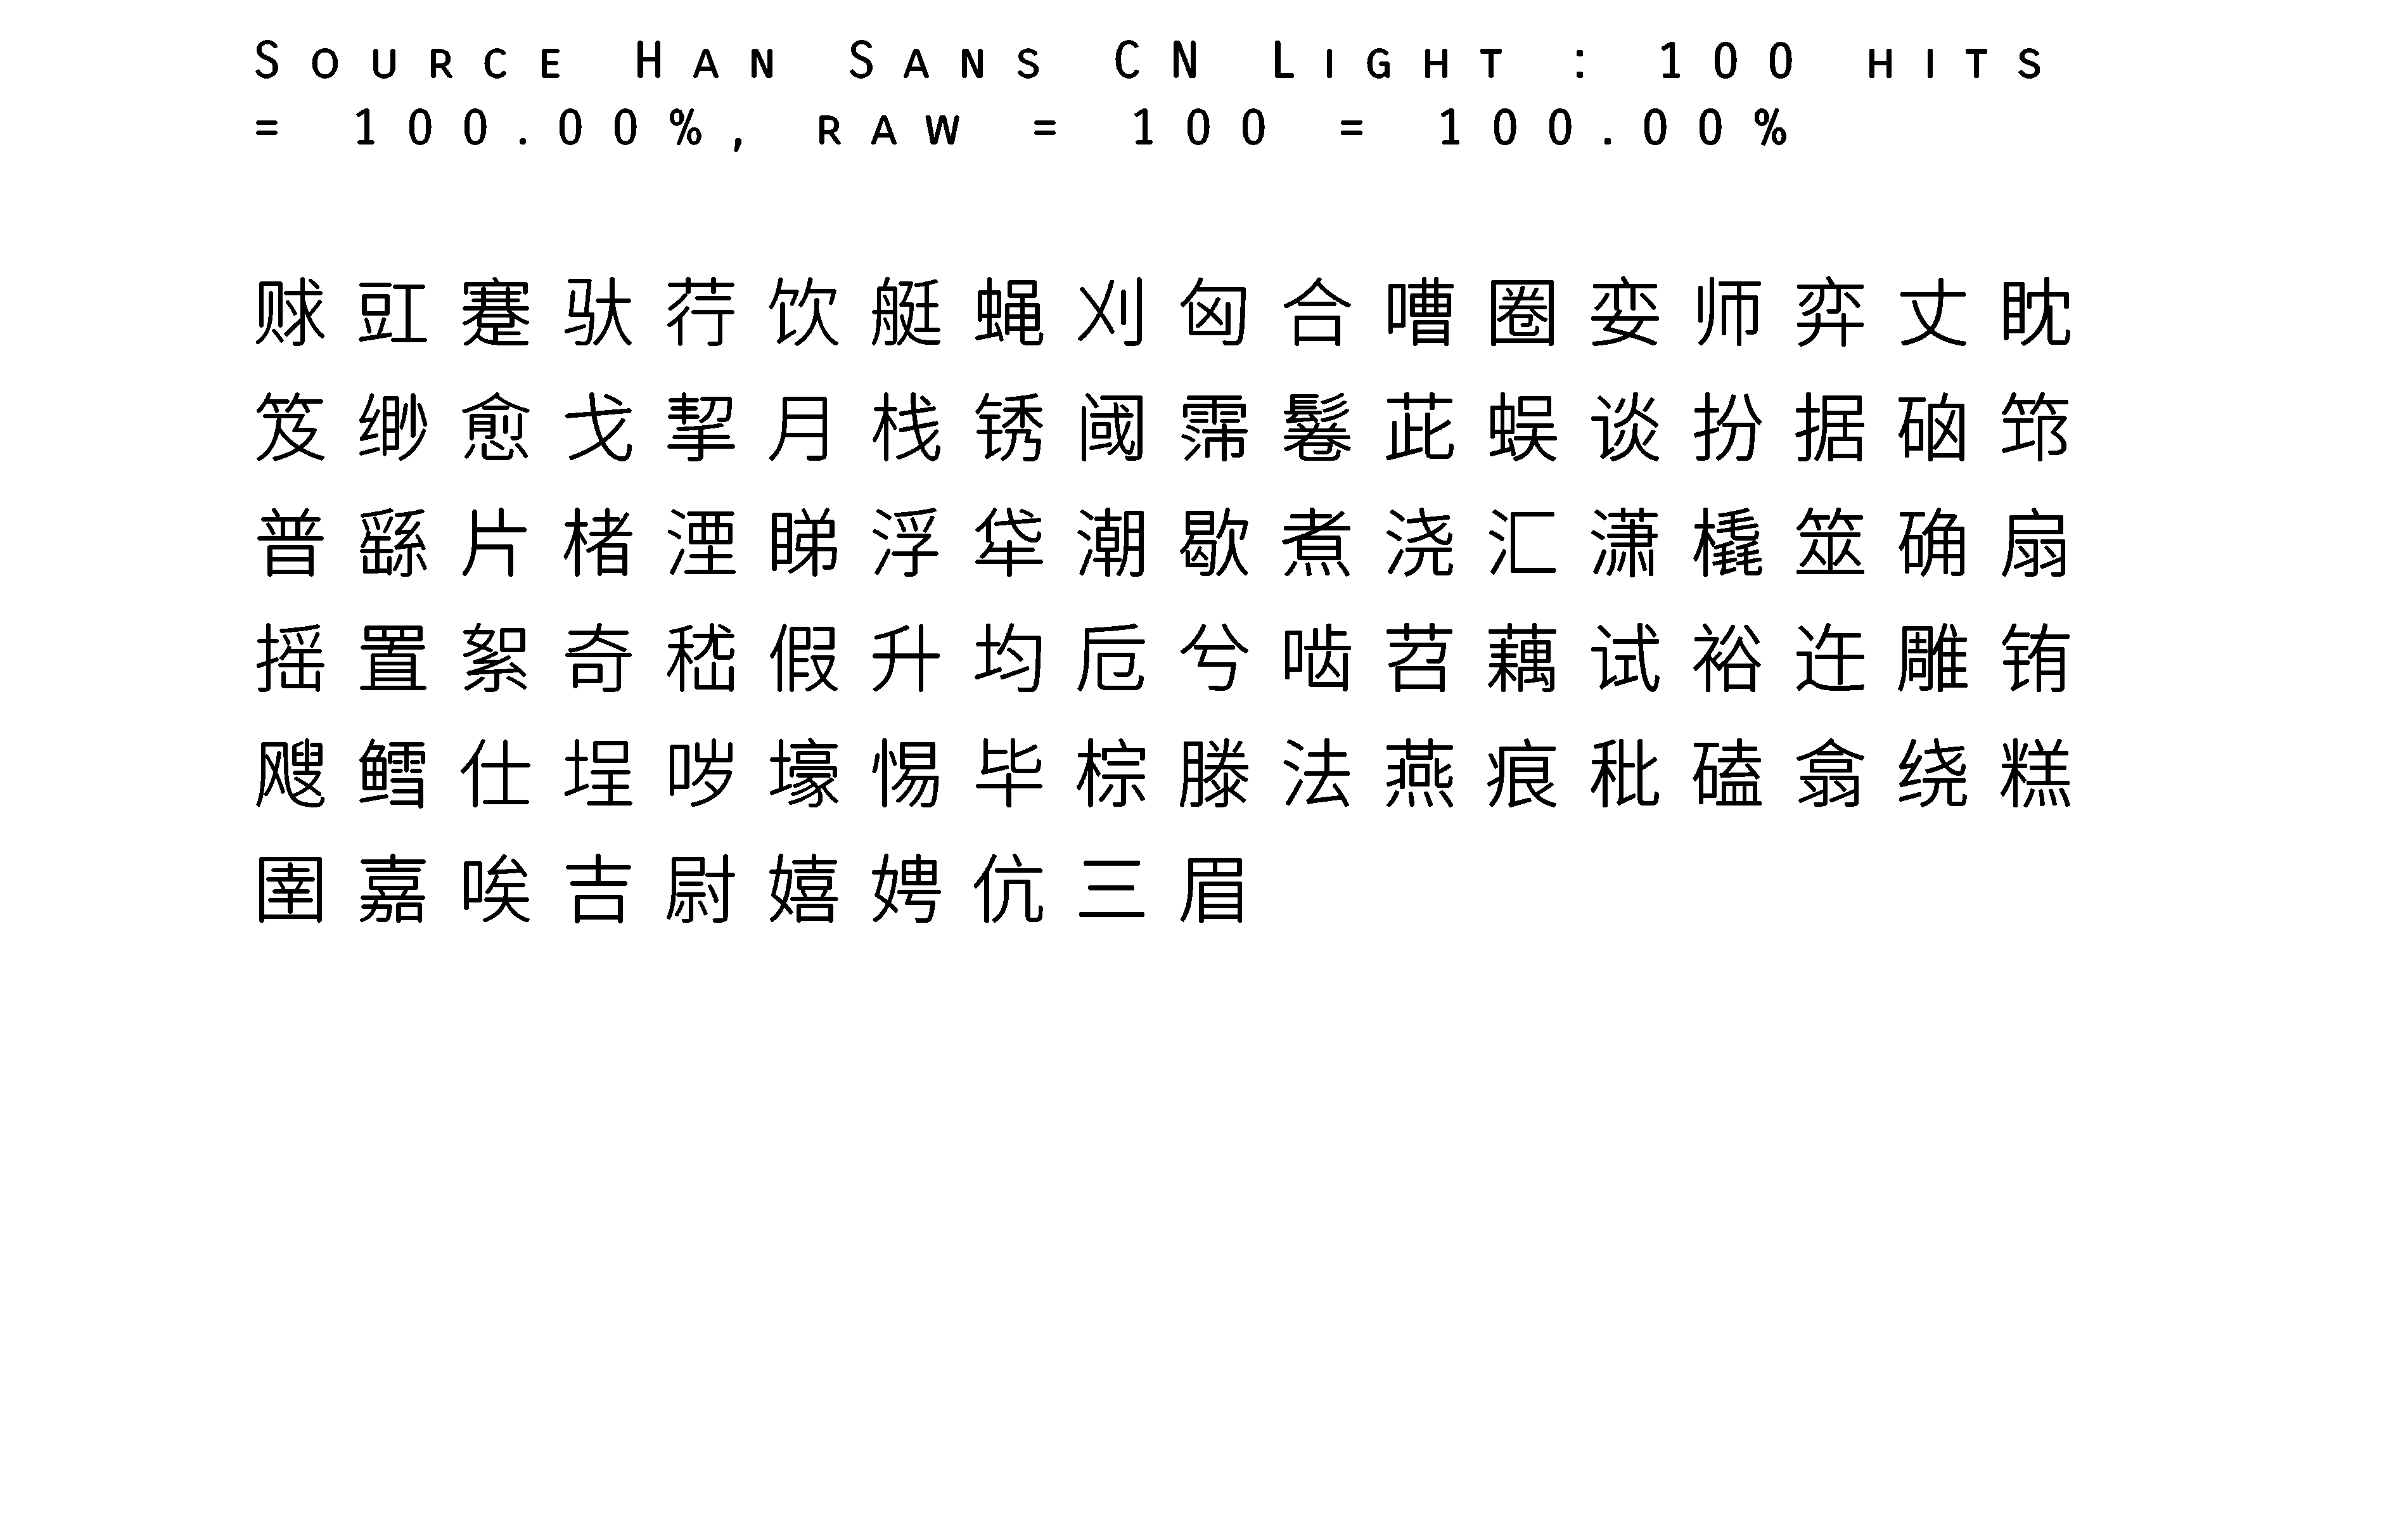 Source Han Sans CN Light : 100 hits
= 100.00%, raw = 100 = 100.00%
赇豇蹇驮荇饮艇蝇刈匈合嘈圈娈师弈丈眈
笈缈愈戈挈月栈锈阈霈鬈茈蜈谈扮据硇筇
普繇片楮湮睇浮牮潮歇煮浇汇潇橇筮确扇
摇置絮奇嵇假升均卮兮啮苕藕试裕迕雕铕
飕鳕仕埕哕壕惕毕棕滕法燕痕秕磕翕绕糕
圉嘉唉吉尉嬉娉伉三眉